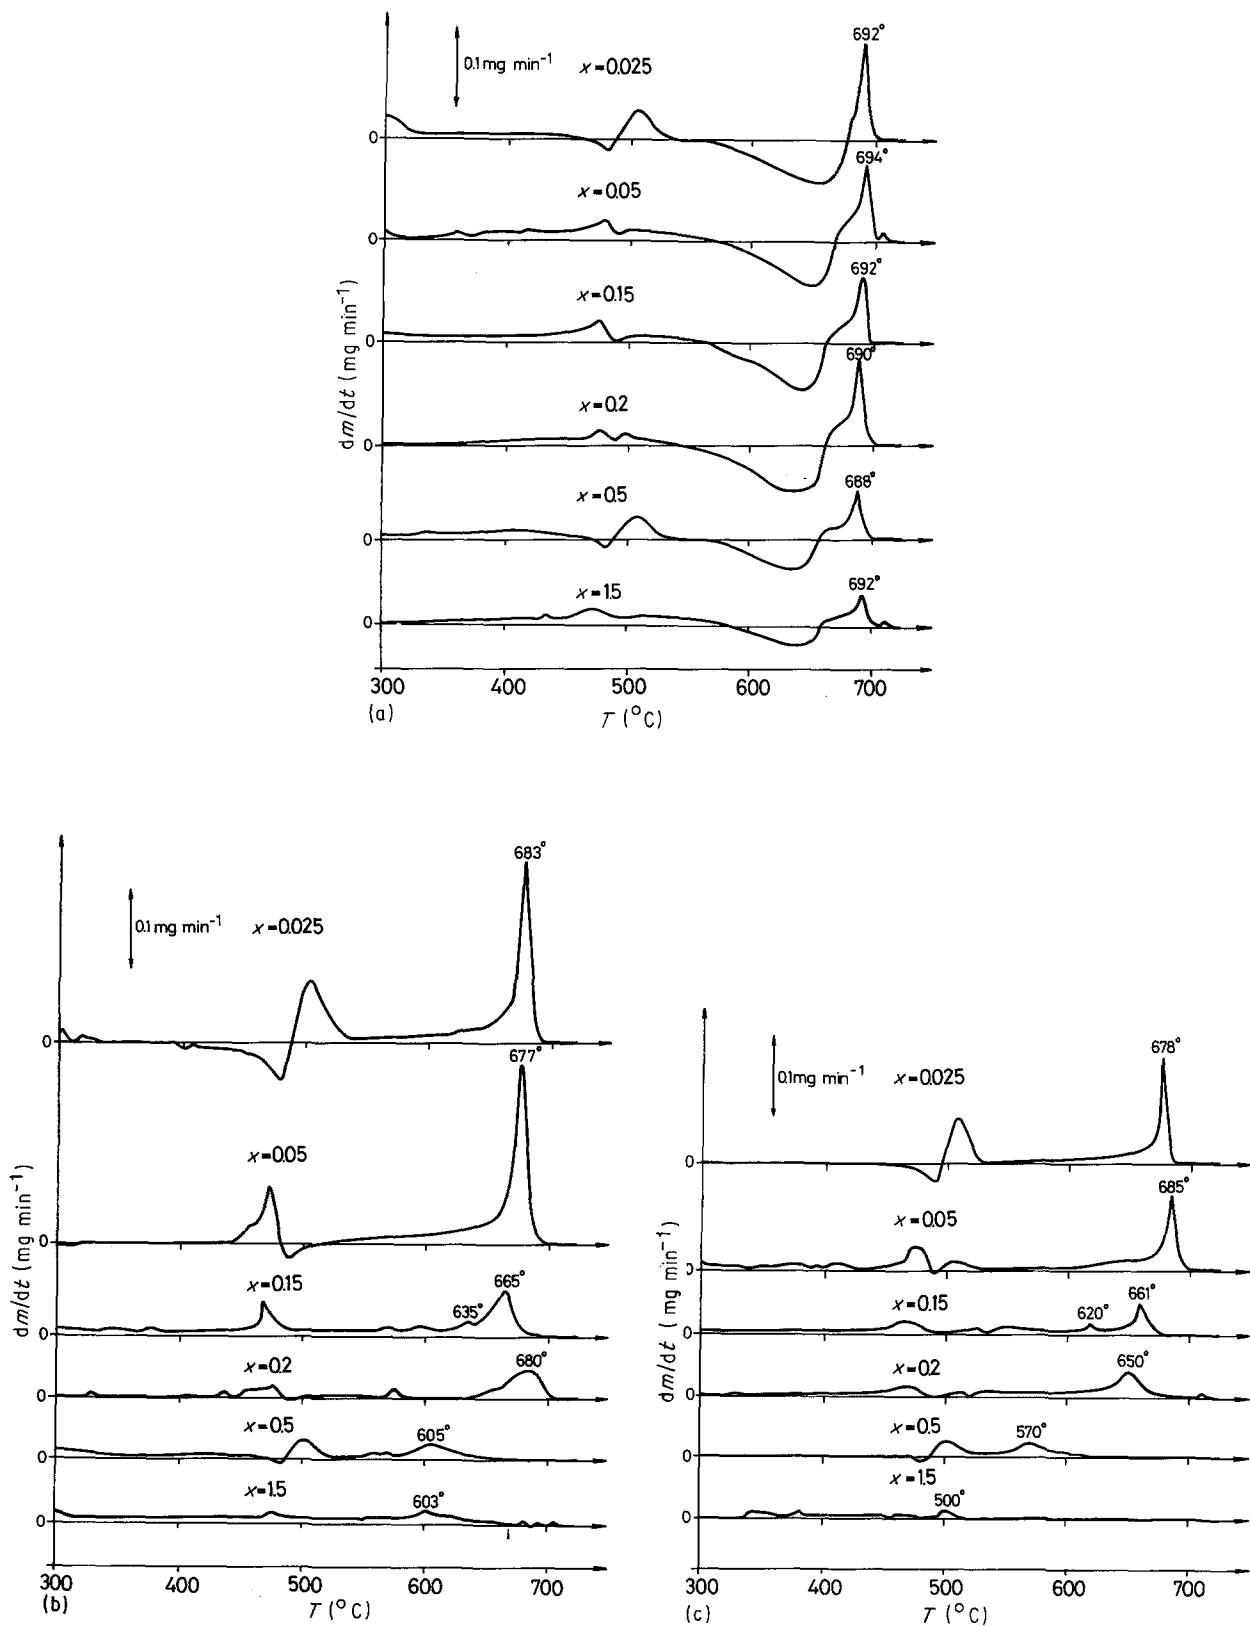 692°
0.1 mg min⁻¹ x=0.025
0
694°
x=0.05
0
692°
x=0.15
0
690°
x=0.2
0
688°
x=0.5
0
692°
x=1.5
0
dm/dt (mg min⁻¹)
300 400 500 600 700
(a) T (°C)
683°
0.1 mg min⁻¹ x=0.025
0
677°
x=0.05
0
665°
x=0.15 635°
0
680°
x=0.2
0
x=0.5 605°
0
x=1.5 603°
0
dm/dt (mg min⁻¹)
300 400 500 600 700
(b) T (°C)
678°
0.1 mg min⁻¹ x=0.025
0
685°
x=0.05
0
661°
x=0.15 620°
0
x=0.2 650°
0
x=0.5 570°
0
x=1.5
500°
0
dm/dt (mg min⁻¹)
300 400 500 600 700
(c) T (°C)